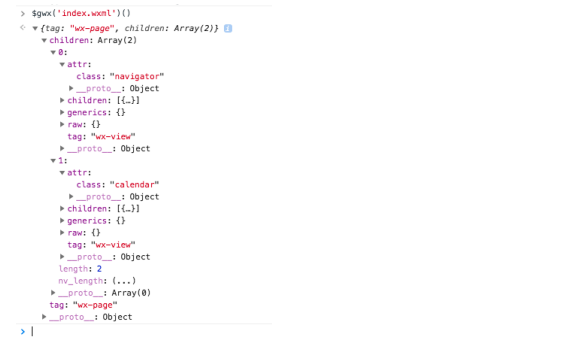 $gwx('index.wxml')()
{tag: "wx-page", children: Array(2)}
children: Array(2)
0:
attr:
class: "navigator"
__proto__: Object
children: [{…}]
generics: {}
raw: {}
tag: "wx-view"
__proto__: Object
1:
attr:
class: "calendar"
__proto__: Object
children: [{…}]
generics: {}
raw: {}
tag: "wx-view"
__proto__: Object
length: 2
nv_length: (...)
__proto__: Array(0)
tag: "wx-page"
__proto__: Object